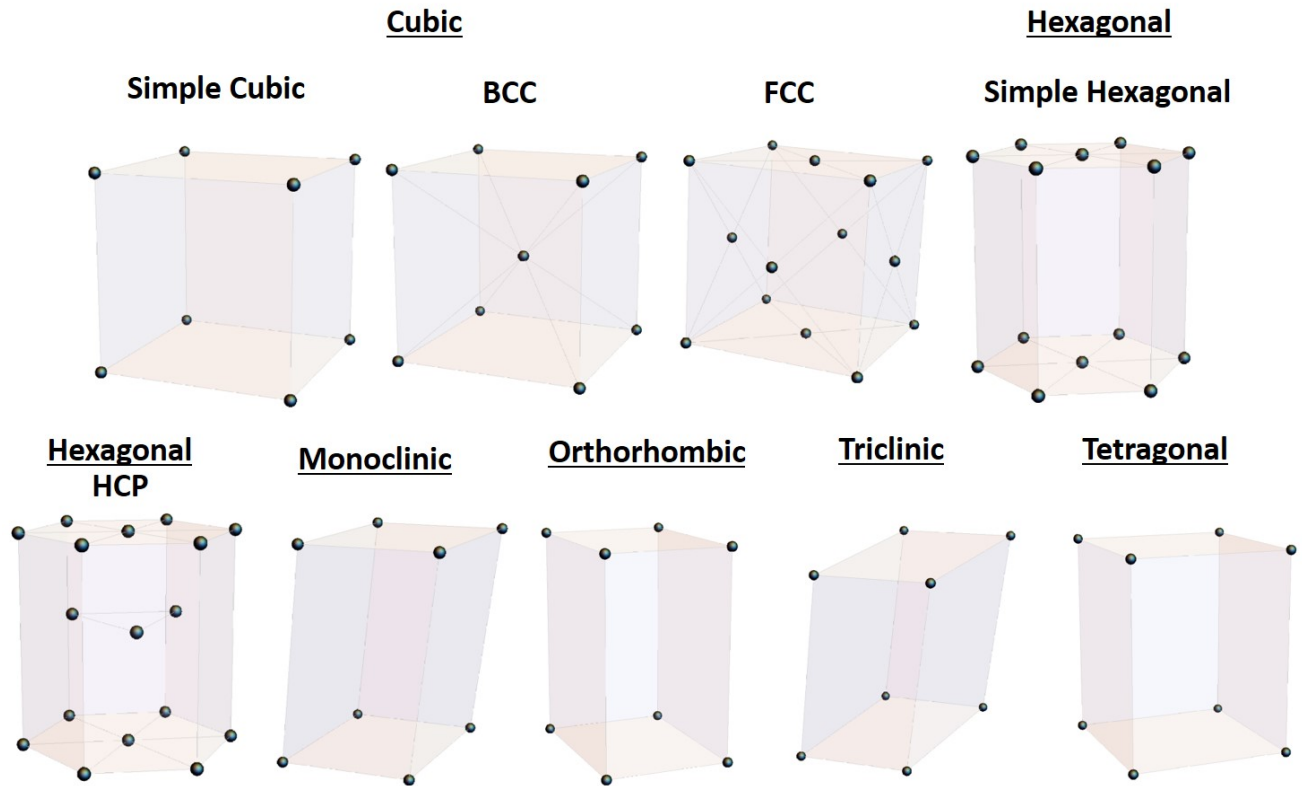 Cubic
Hexagonal
Simple Cubic
BCC
FCC
Simple Hexagonal
Hexagonal
HCP
Monoclinic
Orthorhombic
Triclinic
Tetragonal